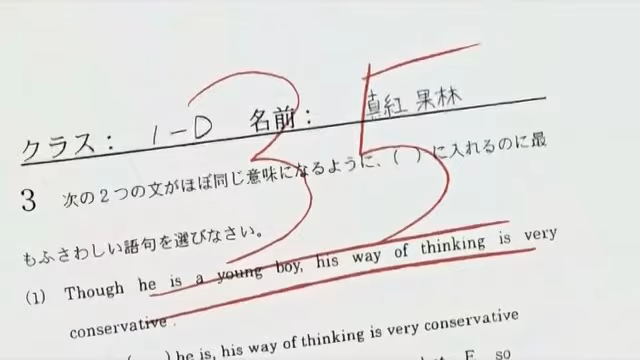 クラス： 1-D 名前： 真紅 果林
35
3 次の2つの文がほぼ同じ意味になるように、( )に入れるのに最
もふさわしい語句を選びなさい。
(1) Though he is a young boy, his way of thinking is very
conservative.
( ) he is, his way of thinking is very conservative
F so